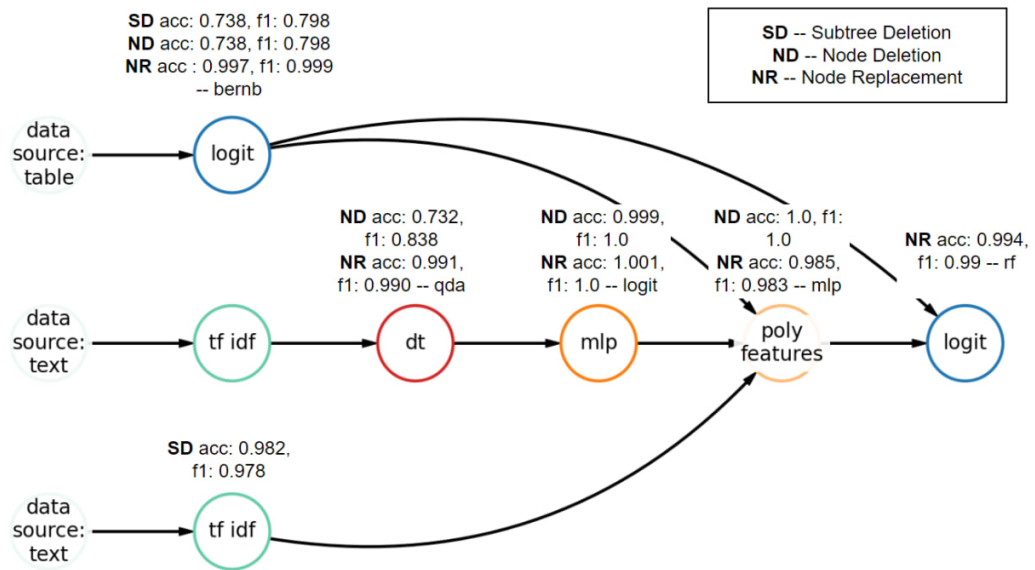 SD acc: 0.738, f1: 0.798
ND acc: 0.738, f1: 0.798
NR acc : 0.997, f1: 0.999
-- bernb
SD -- Subtree Deletion
ND -- Node Deletion
NR -- Node Replacement
data
source:
table
logit
ND acc: 0.732,
f1: 0.838
NR acc: 0.991,
f1: 0.990 -- qda
ND acc: 0.999,
f1: 1.0
NR acc: 1.001,
f1: 1.0 -- logit
ND acc: 1.0, f1:
1.0
NR acc: 0.985,
f1: 0.983 -- mlp
NR acc: 0.994,
f1: 0.99 -- rf
data
source:
text
tf idf
dt
mlp
poly
features
logit
SD acc: 0.982,
f1: 0.978
data
source:
text
tf idf